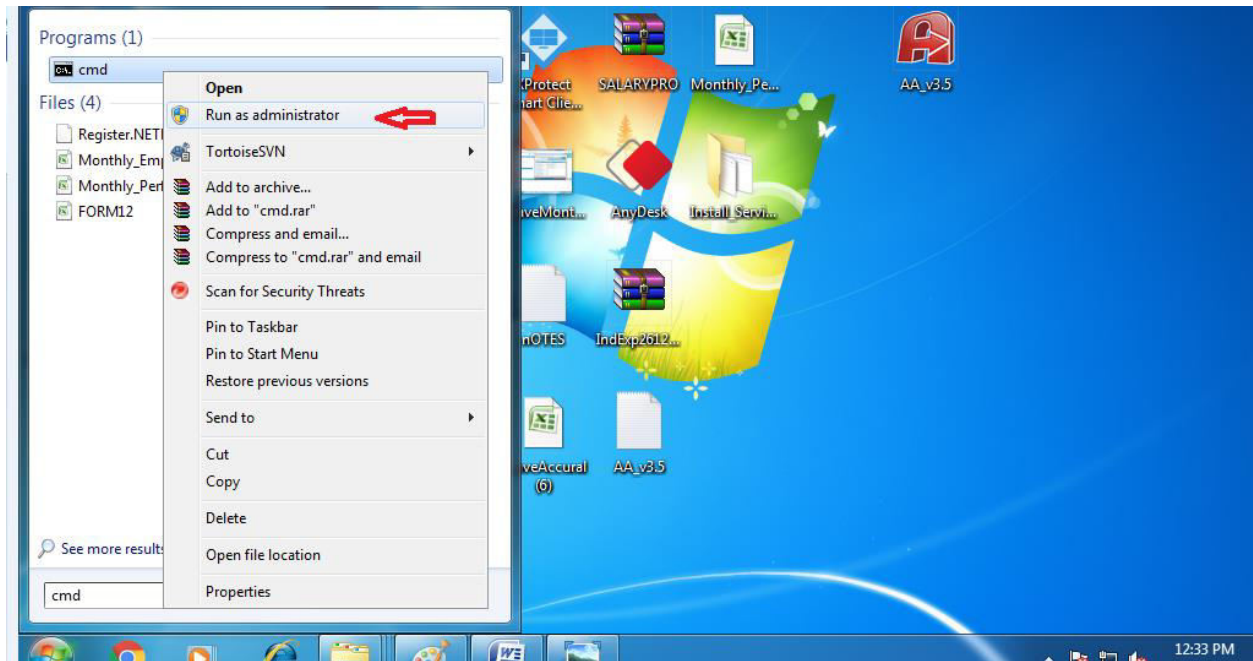 Programs (1)
cmd
Files (4)
Register.NET
Monthly_Em
Monthly_Per
FORM12
See more results
cmd
Open
Run as administrator
TortoiseSVN
Add to archive...
Add to "cmd.rar"
Compress and email...
Compress to "cmd.rar" and email
Scan for Security Threats
Pin to Taskbar
Pin to Start Menu
Restore previous versions
Send to
Cut
Copy
Delete
Open file location
Properties
SALARYPRO
Monthly_Pe...
AA_v3.5
AnyDesk
Install_Servi...
nOTES
IndExp2612...
veAccural
(6)
AA_v3.5
12:33 PM